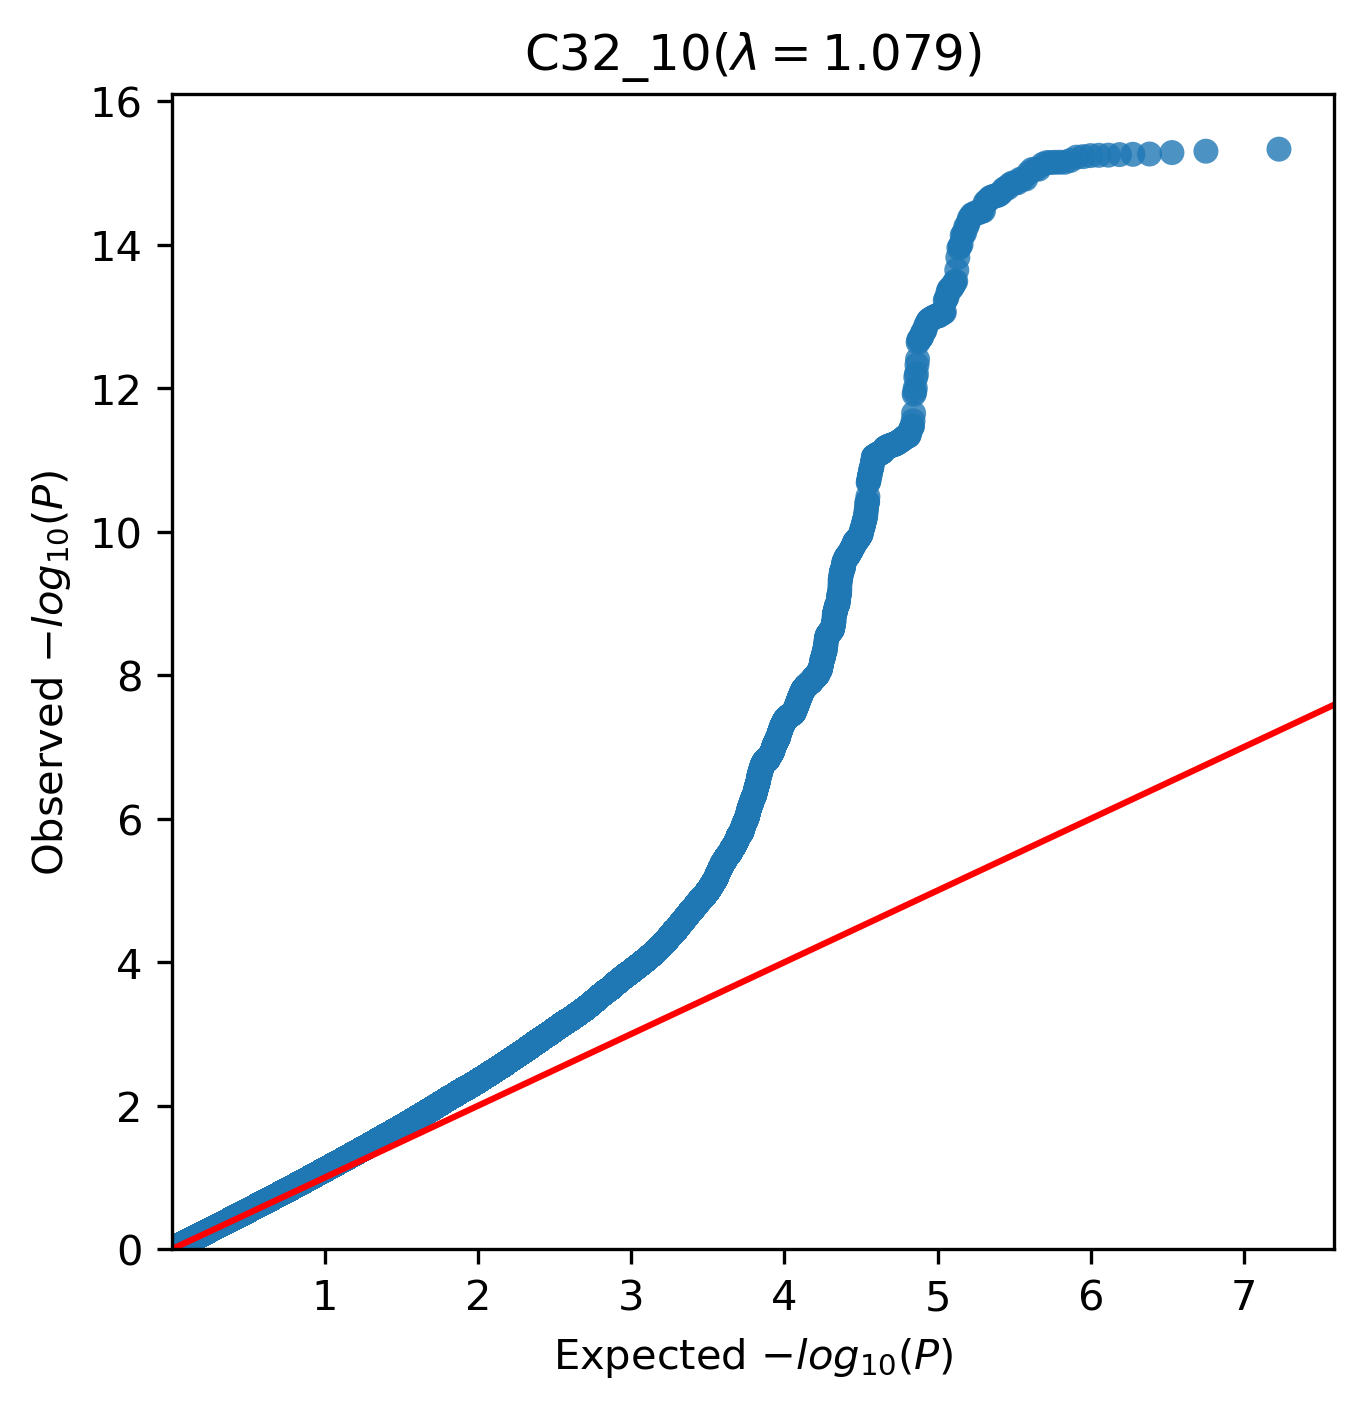 C32_10(λ = 1.079)
16
14
12
10
8
6
4
2
0
Observed −log₁₀(P)
1 2 3 4 5 6 7
Expected −log₁₀(P)